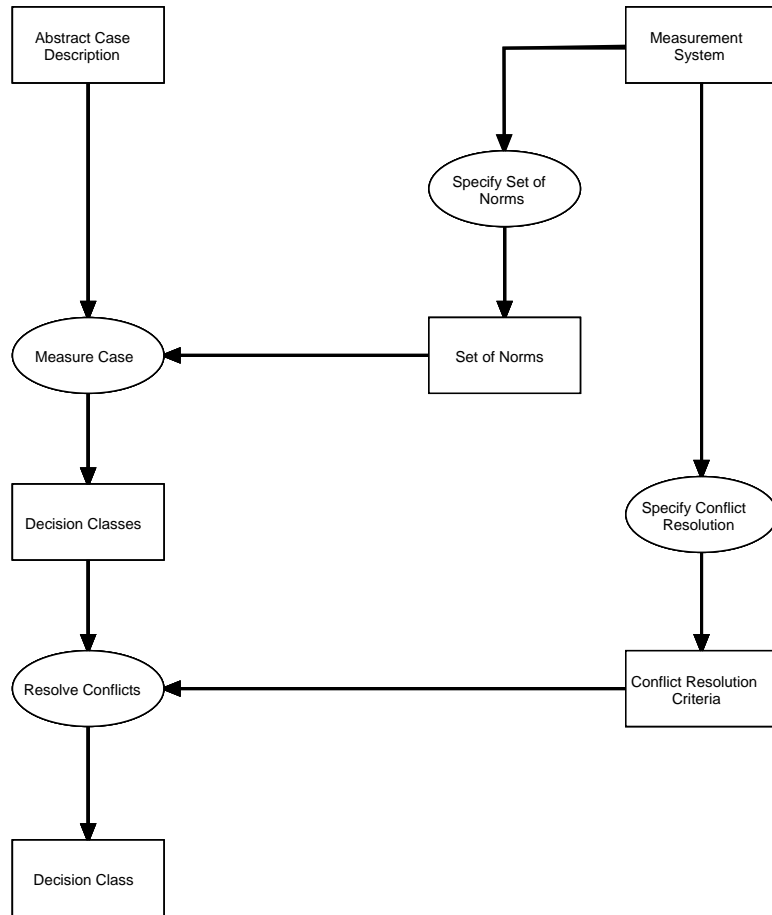 Abstract Case
Description
Measurement
System
Specify Set of
Norms
Measure Case
Set of Norms
Decision Classes
Specify Conflict
Resolution
Resolve Conflicts
Conflict Resolution
Criteria
Decision Class